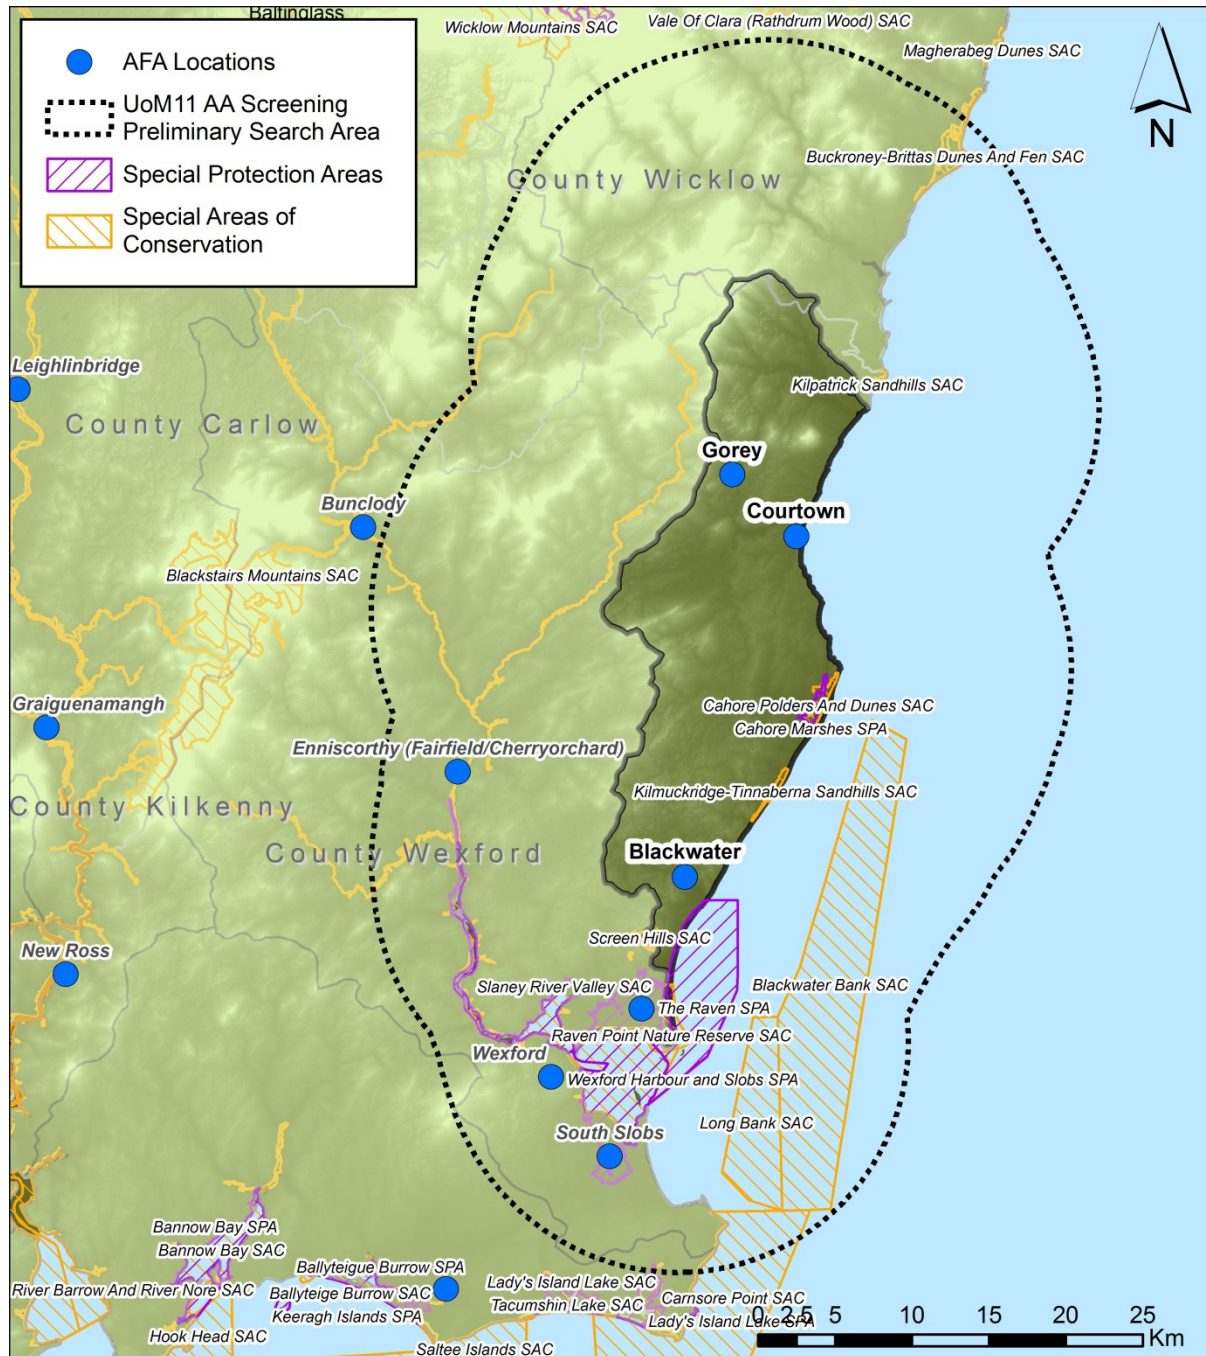 Baltinglass
Wicklow Mountains SAC
Vale Of Clara (Rathdrum Wood) SAC
Magherabeg Dunes SAC
AFA Locations
UoM11 AA Screening
Preliminary Search Area
Special Protection Areas
Special Areas of
Conservation
N
Buckroney-Brittas Dunes And Fen SAC
County Wicklow
Leighlinbridge
Kilpatrick Sandhills SAC
County Carlow
Gorey
Bunclody
Courtown
Blackstairs Mountains SAC
Graiguenamangh
Cahore Polders And Dunes SAC
Cahore Marshes SPA
Enniscorthy (Fairfield/Cherryorchard)
Kilmuckridge-Tinnaberna Sandhills SAC
County Kilkenny
County Wexford
Blackwater
New Ross
Screen Hills SAC
Slaney River Valley SAC
Blackwater Bank SAC
The Raven SPA
Raven Point Nature Reserve SAC
Wexford
Wexford Harbour and Slobs SPA
Long Bank SAC
South Slobs
Bannow Bay SPA
Bannow Bay SAC
Ballyteigue Burrow SPA
River Barrow And River Nore SAC
Ballyteige Burrow SAC
Lady's Island Lake SAC
Keeragh Islands SPA
Tacumshin Lake SAC
Carnsore Point SAC
Lady's Island Lake SPA
Hook Head SAC
Saltee Islands SAC
0 2.5 5 10 15 20 25
Km